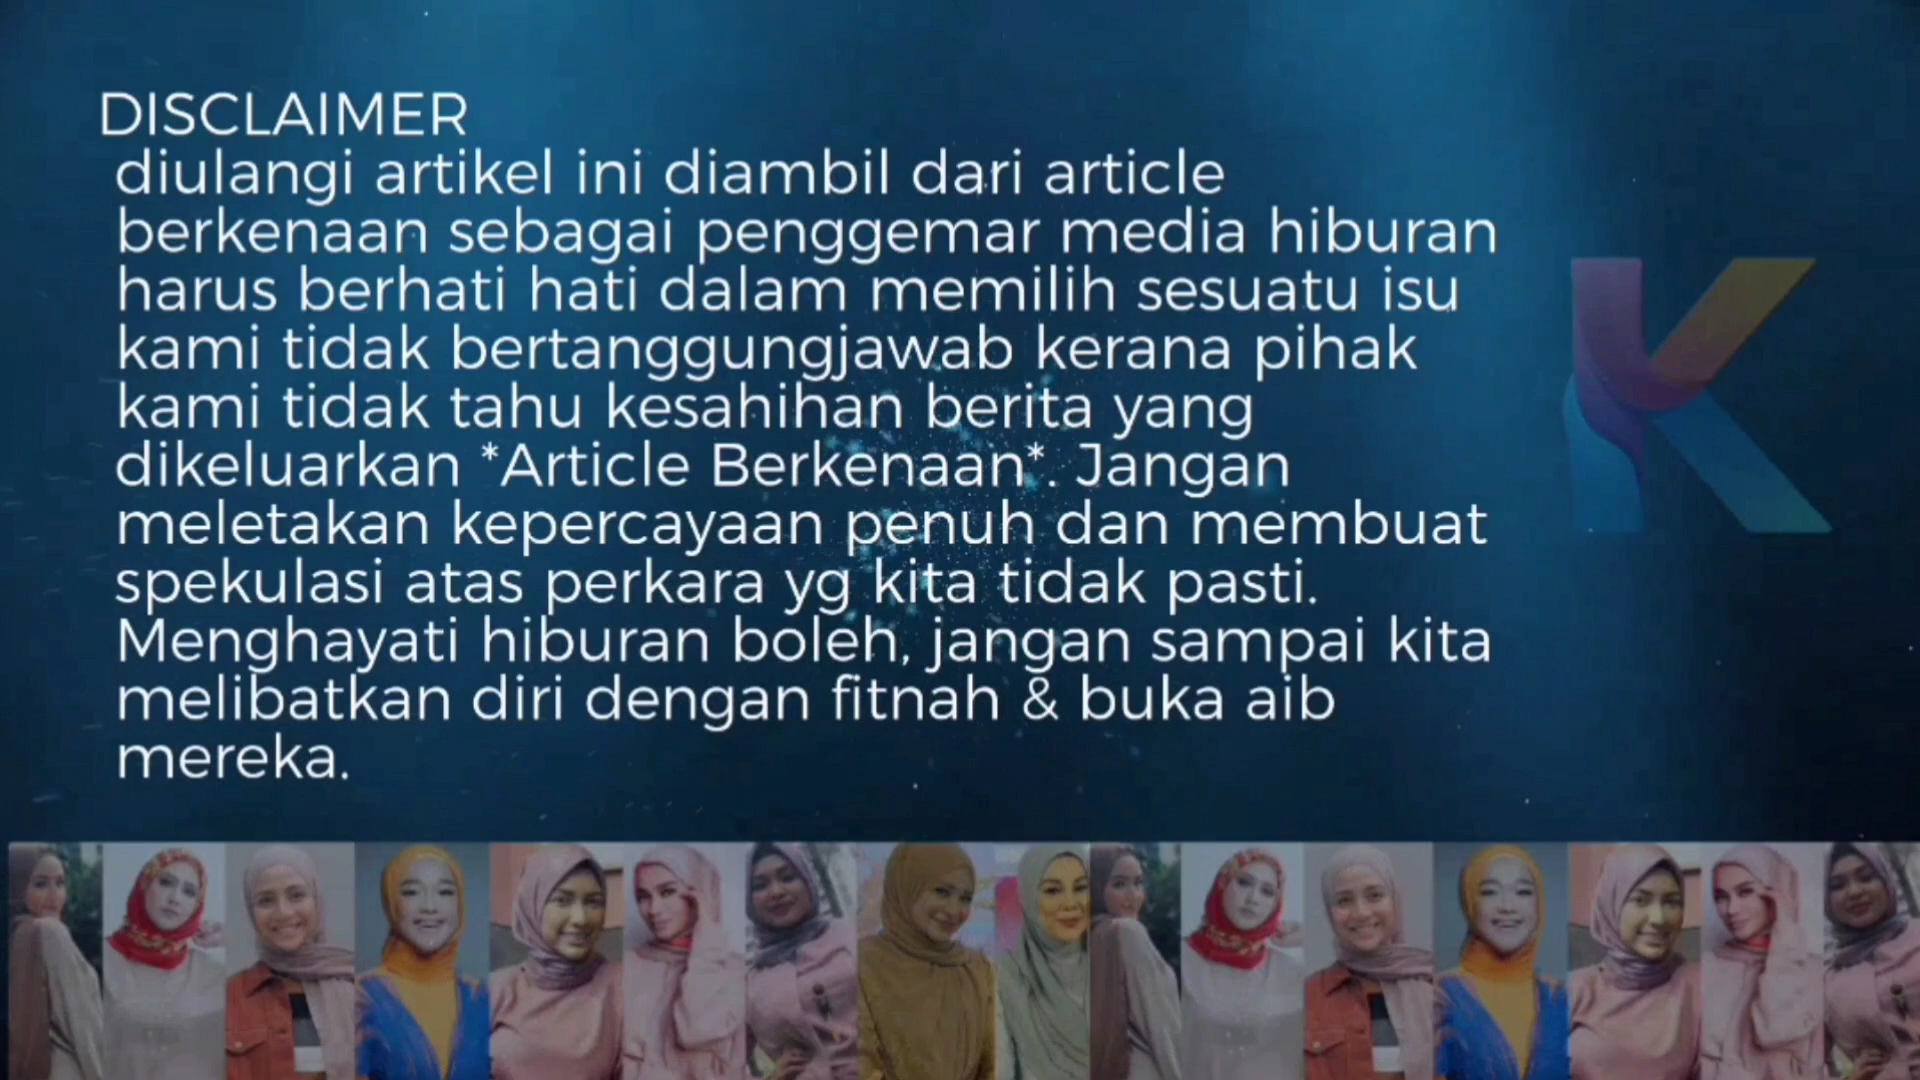 DISCLAIMER
diulangi artikel ini diambil dari article
berkenaan sebagai penggemar media hiburan
harus berhati hati dalam memilih sesuatu isu
kami tidak bertanggungjawab kerana pihak
kami tidak tahu kesahihan berita yang
dikeluarkan *Article Berkenaan*. Jangan
meletakan kepercayaan penuh dan membuat
spekulasi atas perkara yg kita tidak pasti.
Menghayati hiburan boleh, jangan sampai kita
melibatkan diri dengan fitnah & buka aib
mereka.
K